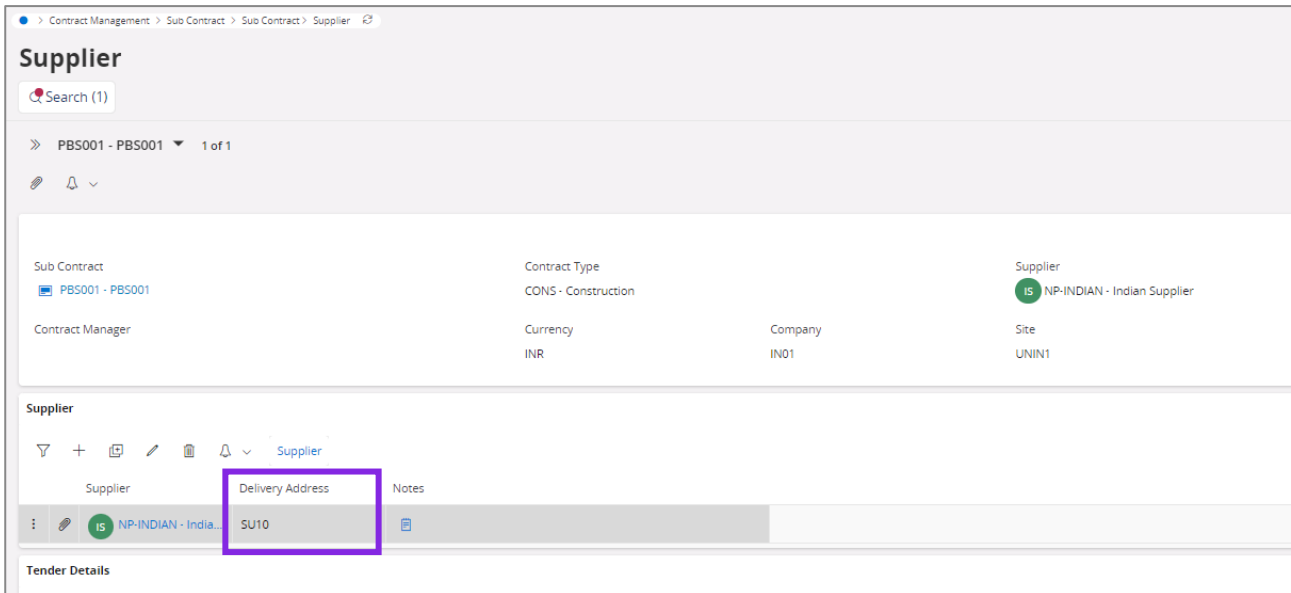 > Contract Management > Sub Contract > Sub Contract > Supplier
Supplier
Search (1)
PBS001 - PBS001 1 of 1
Sub Contract Contract Type Supplier
PBS001 - PBS001 CONS - Construction IS NP-INDIAN - Indian Supplier
Contract Manager Currency Company Site
INR IN01 UNIN1
Supplier
Supplier
Supplier Delivery Address Notes
IS NP-INDIAN - India... SU10
Tender Details